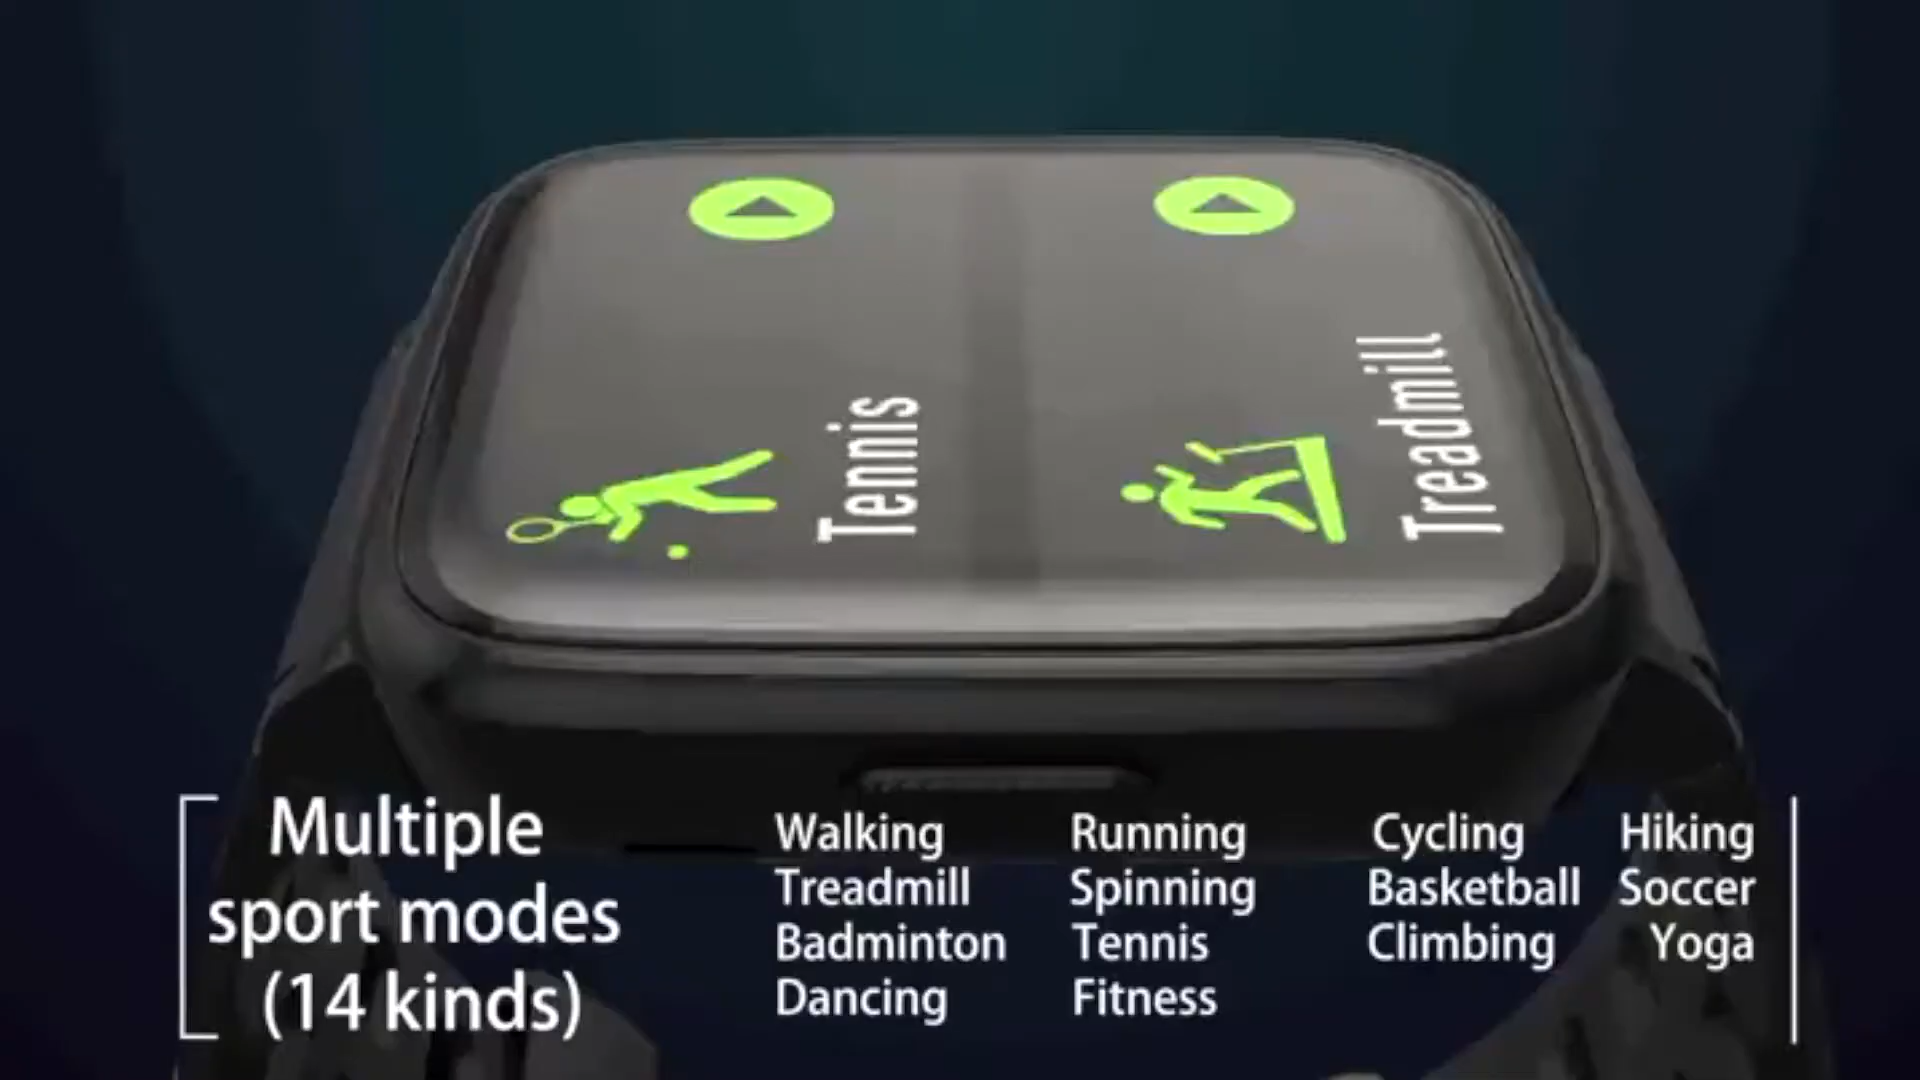 Tennis
Treadmill
Multiple
sport modes
(14 kinds)
Walking Running Cycling Hiking
Treadmill Spinning Basketball Soccer
Badminton Tennis Climbing Yoga
Dancing Fitness